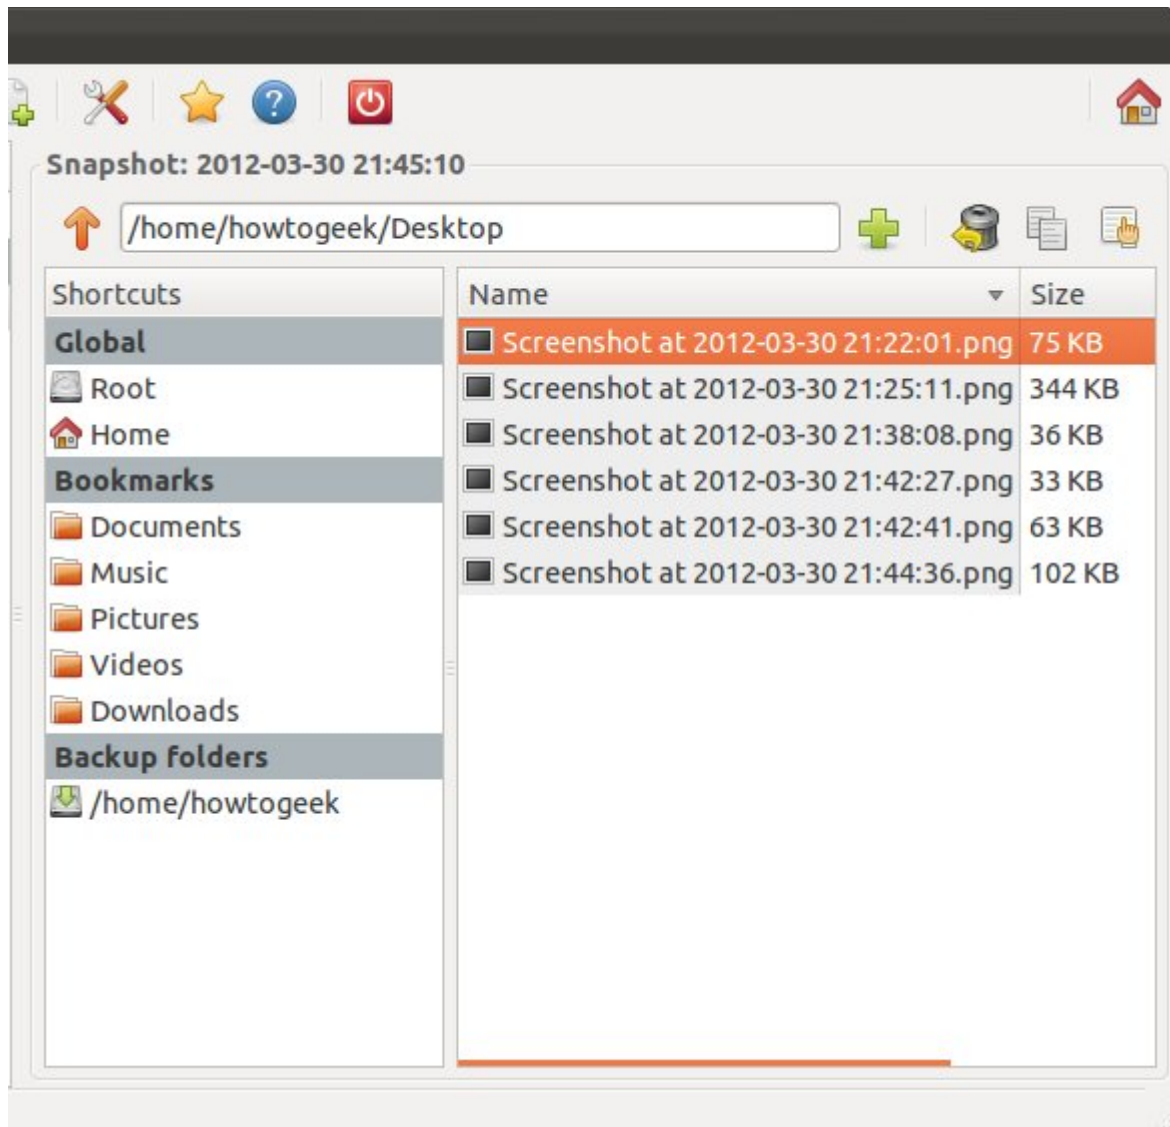 Snapshot: 2012-03-30 21:45:10
/home/howtogeek/Desktop
Shortcuts
Global
Root
Home
Bookmarks
Documents
Music
Pictures
Videos
Downloads
Backup folders
/home/howtogeek
Name Size
Screenshot at 2012-03-30 21:22:01.png 75 KB
Screenshot at 2012-03-30 21:25:11.png 344 KB
Screenshot at 2012-03-30 21:38:08.png 36 KB
Screenshot at 2012-03-30 21:42:27.png 33 KB
Screenshot at 2012-03-30 21:42:41.png 63 KB
Screenshot at 2012-03-30 21:44:36.png 102 KB